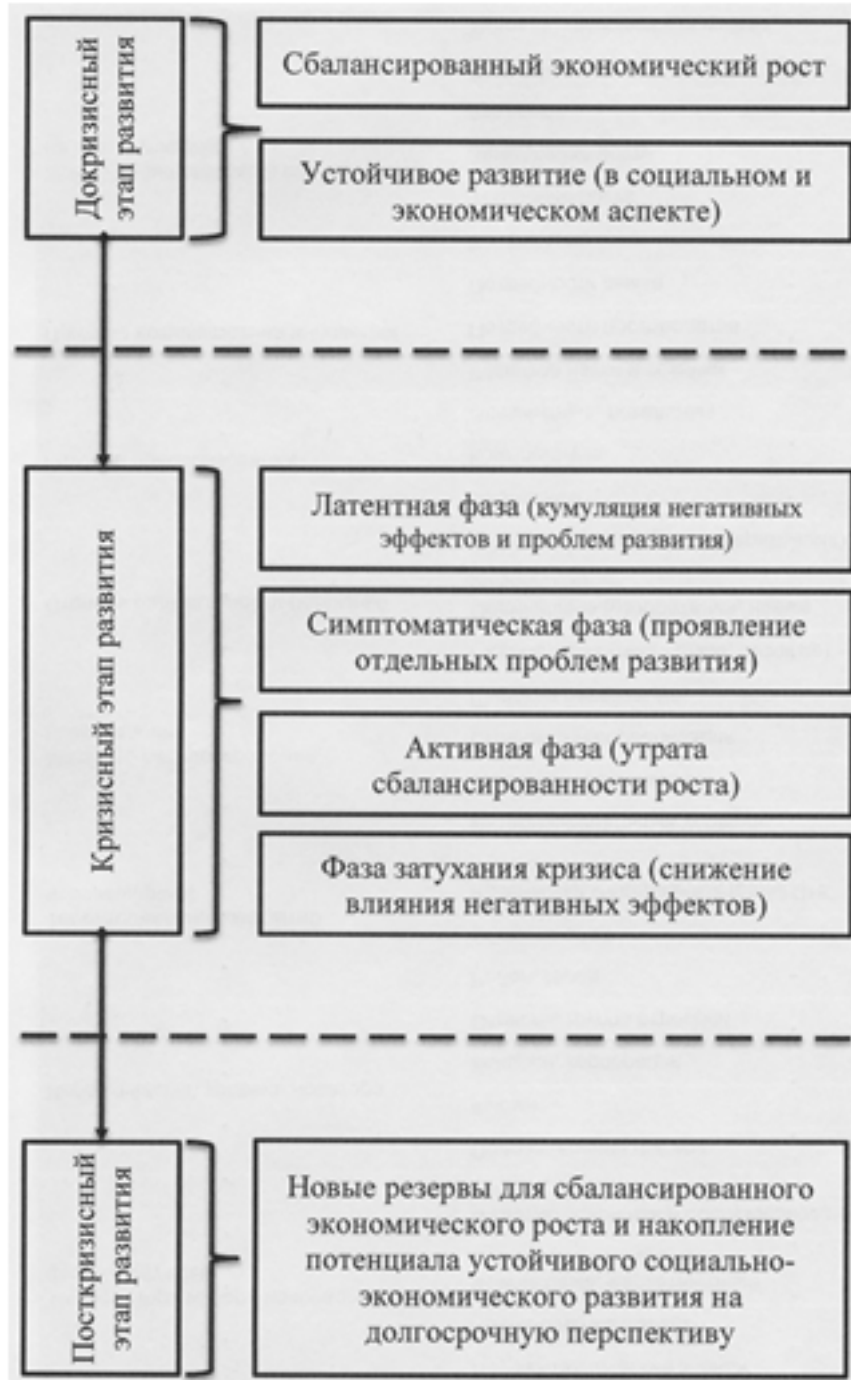 Докризисный
этап развития
Сбалансированный экономический рост
Устойчивое развитие (в социальном и
экономическом аспекте)
Кризисный этап развития
Латентная фаза (кумуляция негативных
эффектов и проблем развития)
Симптоматическая фаза (проявление
отдельных проблем развития)
Активная фаза (утрата
сбалансированности роста)
Фаза затухания кризиса (снижение
влияния негативных эффектов)
Посткризисный
этап развития
Новые резервы для сбалансированного
экономического роста и накопление
потенциала устойчивого социально-
экономического развития на
долгосрочную перспективу